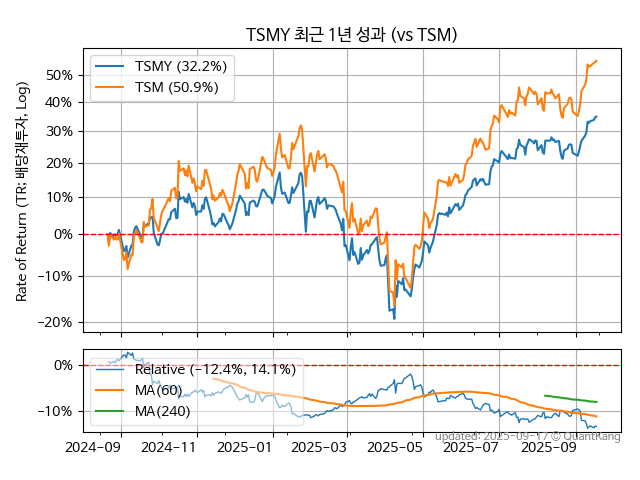 TSMY 최근 1년 성과 (vs TSM)
TSMY (32.2%)
TSM (50.9%)
50%
40%
30%
20%
10%
0%
−10%
−20%
Rate of Return (TR: 배당재투자, Log)
Relative (−12.4%, 14.1%)
MA(60)
MA(240)
0%
−10%
2024-09
2024-11
2025-01
2025-03
2025-05
2025-07
2025-09
updated: 2025-09-17 © QuantKang